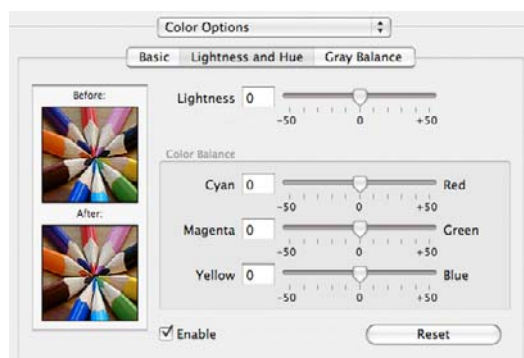 Color Options
Basic Lightness and Hue Gray Balance
Before:
Lightness 0
-50 0 +50
Color Balance
Cyan 0 Red
-50 0 +50
After:
Magenta 0 Green
-50 0 +50
Yellow 0 Blue
-50 0 +50
Enable Reset